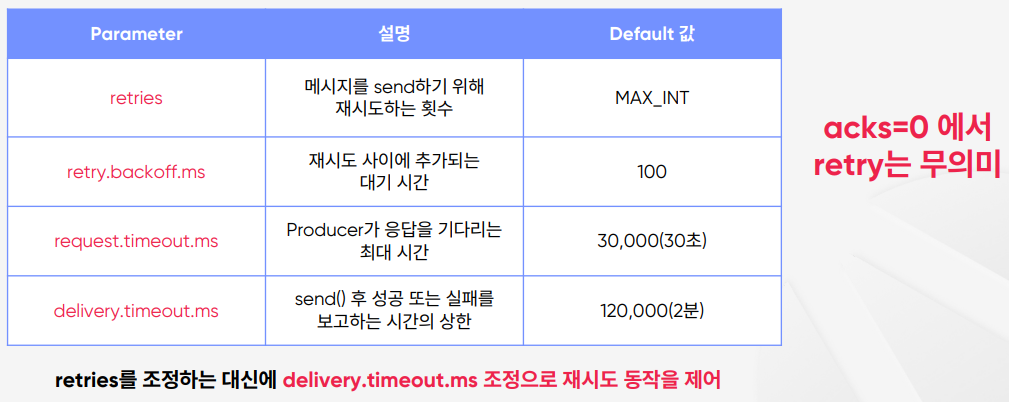 Parameter 설명 Default 값
retries
메시지를 send하기 위해
재시도하는 횟수
MAX_INT
retry.backoff.ms
재시도 사이에 추가되는
대기 시간
100
request.timeout.ms
Producer가 응답을 기다리는
최대 시간
30,000(30초)
delivery.timeout.ms
send() 후 성공 또는 실패를
보고하는 시간의 상한
120,000(2분)
acks=0 에서
retry는 무의미
retries를 조정하는 대신에 delivery.timeout.ms 조정으로 재시도 동작을 제어